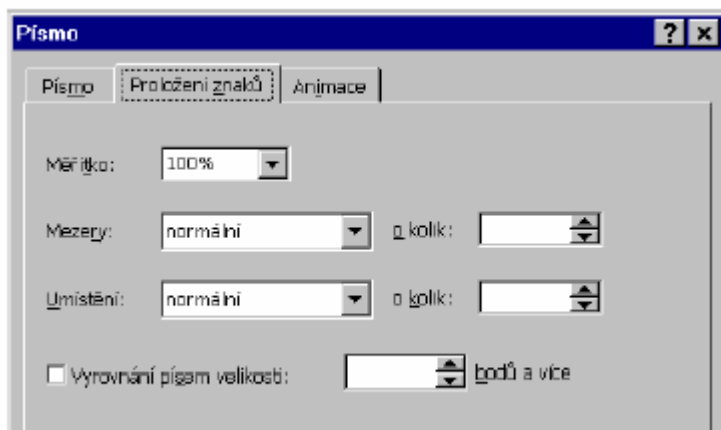 Písmo
Písmo Proložení znaků Animace
Měřítko: 100%
Mezery: normální o kolik:
Umístění: normální o kolik:
Vyrovnání písem velikosti: bodů a více